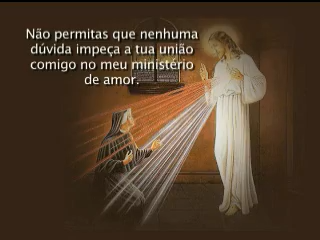 Não permitas que nenhuma
dúvida impeça a tua união
comigo no meu ministério
de amor.